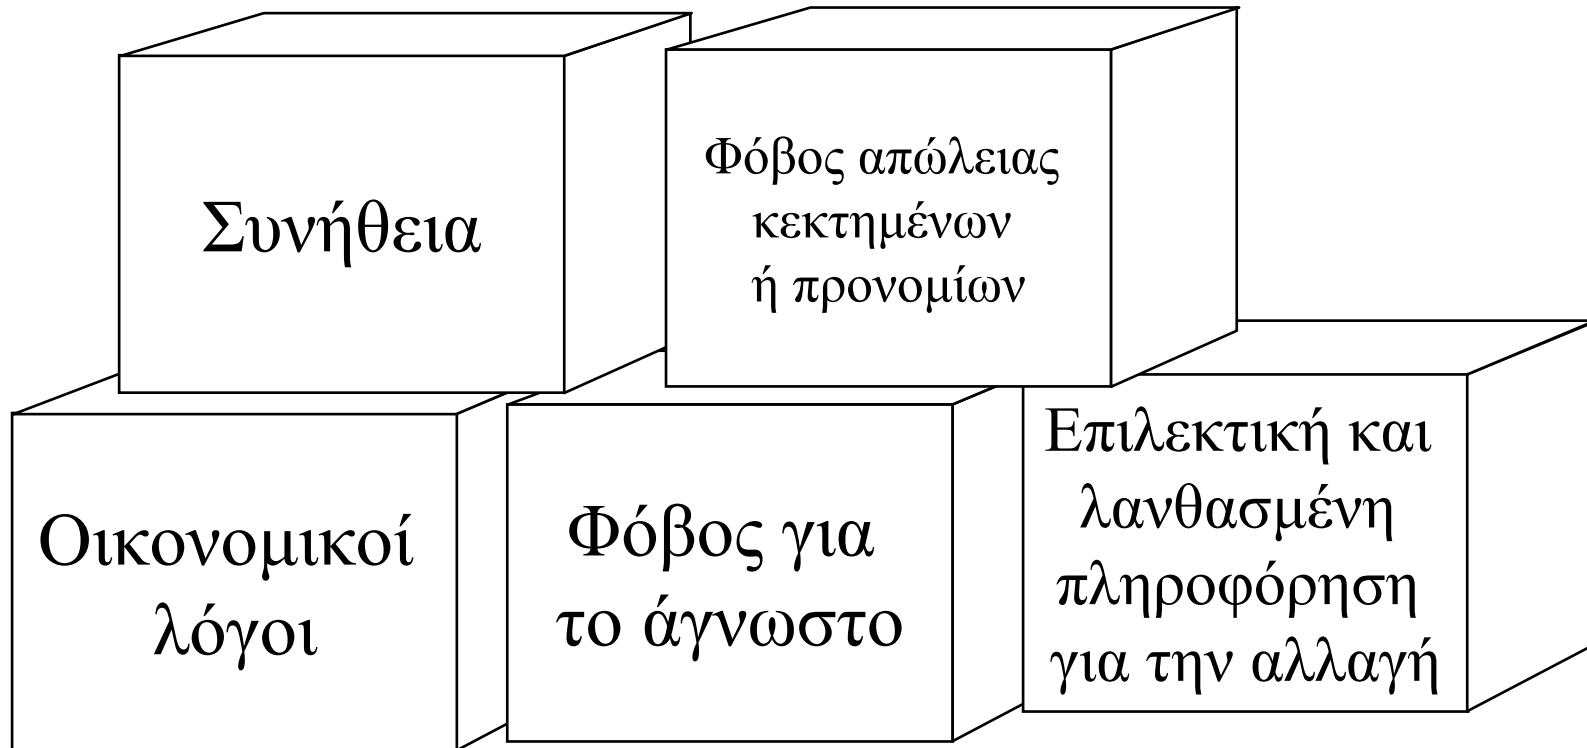 Συνήθεια
Φόβος απώλειας
κεκτημένων
ή προνομίων
Οικονομικοί
λόγοι
Φόβος για
το άγνωστο
Επιλεκτική και
λανθασμένη
πληροφόρηση
για την αλλαγή